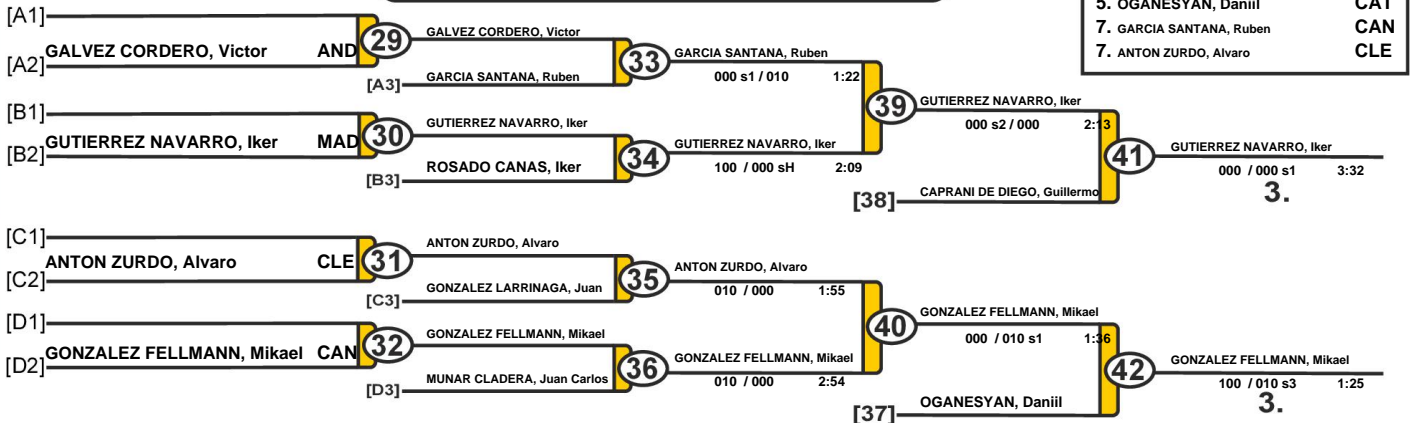 5. OGANESYAN, Daniil CAT
7. GARCIA SANTANA, Ruben CAN
7. ANTON ZURDO, Alvaro CLE
[A1]
GALVEZ CORDERO, Victor AND
[A2]
29
GALVEZ CORDERO, Victor
GARCIA SANTANA, Ruben
[A3]
33
GARCIA SANTANA, Ruben
000 s1 / 010 1:22
[B1]
GUTIERREZ NAVARRO, Iker MAD
[B2]
30
GUTIERREZ NAVARRO, Iker
ROSADO CANAS, Iker
[B3]
34
GUTIERREZ NAVARRO, Iker
100 / 000 sH 2:09
39
GUTIERREZ NAVARRO, Iker
000 s2 / 000 2:13
CAPRANI DE DIEGO, Guillermo
[38]
41
GUTIERREZ NAVARRO, Iker
000 / 000 s1 3:32
3.
[C1]
ANTON ZURDO, Alvaro CLE
[C2]
31
ANTON ZURDO, Alvaro
GONZALEZ LARRINAGA, Juan
[C3]
35
ANTON ZURDO, Alvaro
010 / 000 1:55
[D1]
GONZALEZ FELLMANN, Mikael CAN
[D2]
32
GONZALEZ FELLMANN, Mikael
MUNAR CLADERA, Juan Carlos
[D3]
36
GONZALEZ FELLMANN, Mikael
010 / 000 2:54
40
GONZALEZ FELLMANN, Mikael
000 / 010 s1 1:36
OGANESYAN, Daniil
[37]
42
GONZALEZ FELLMANN, Mikael
100 / 010 s3 1:25
3.